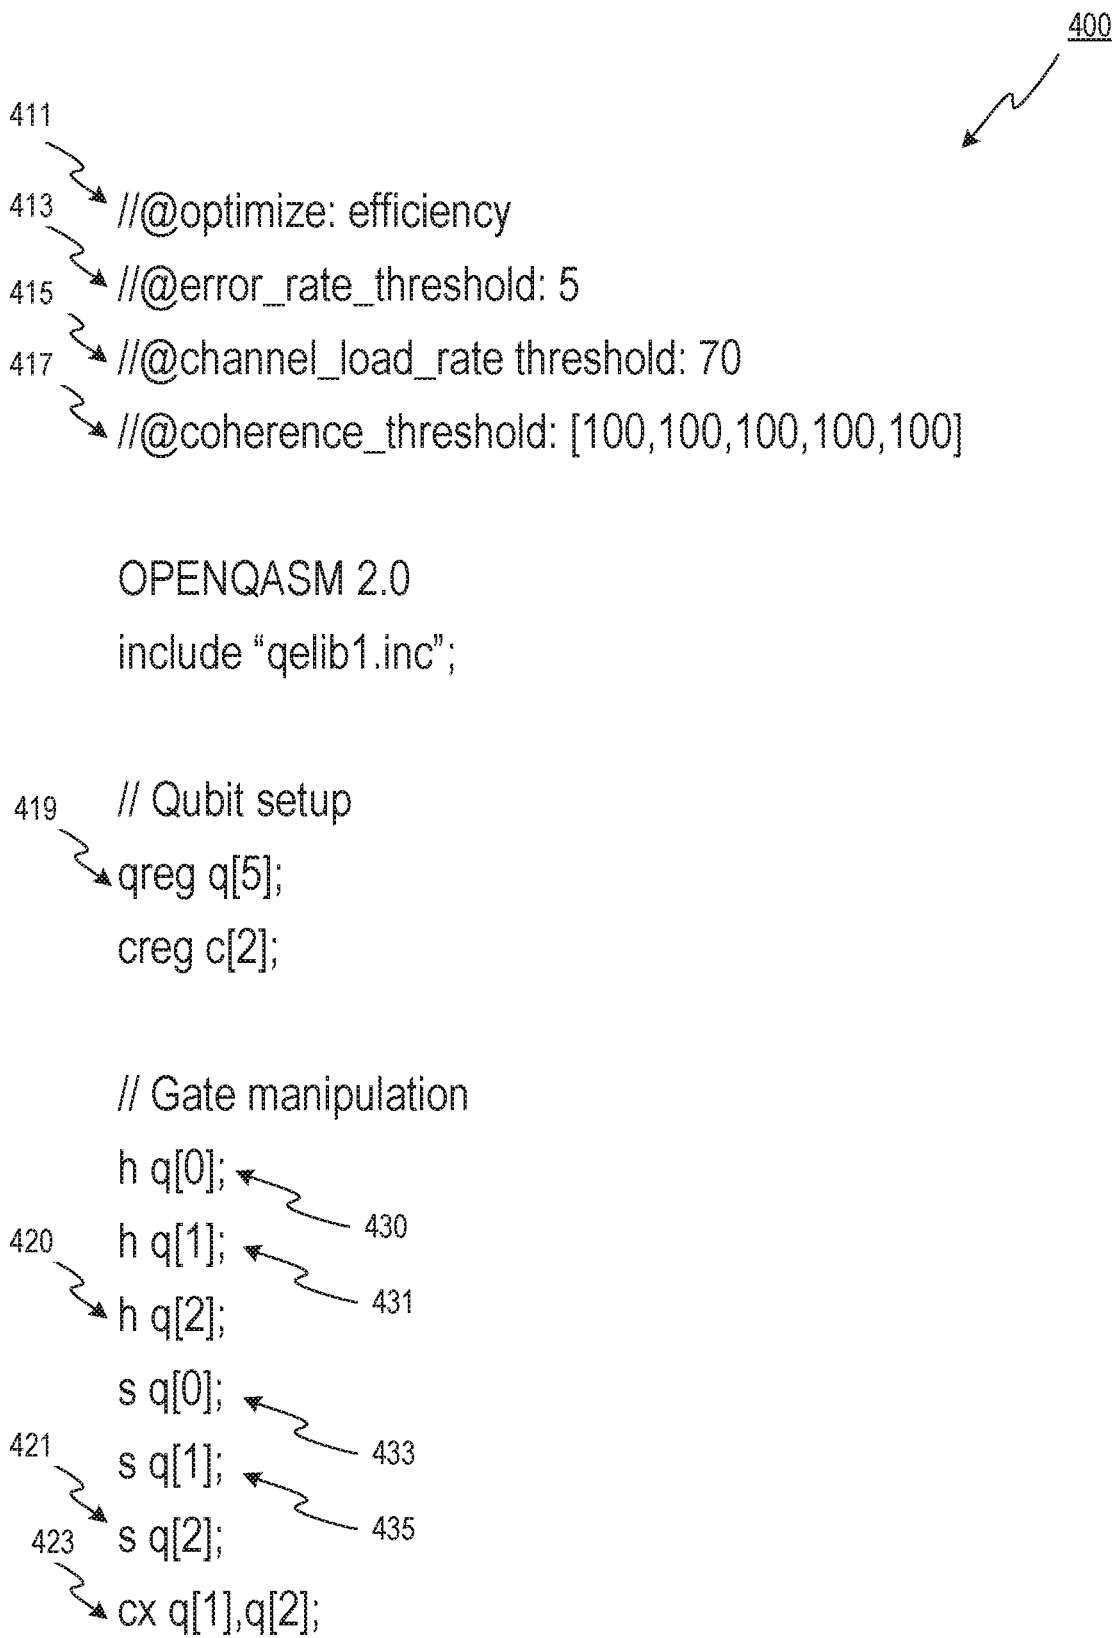 400
411
//@optimize: efficiency
413
//@error_rate_threshold: 5
415
//@channel_load_rate threshold: 70
417
//@coherence_threshold: [100,100,100,100,100]
OPENQASM 2.0
include “qelib1.inc”;
// Qubit setup
419
qreg q[5];
creg c[2];
// Gate manipulation
h q[0];
430
h q[1];
420
431
h q[2];
s q[0];
433
421
s q[1];
435
s q[2];
423
cx q[1],q[2];